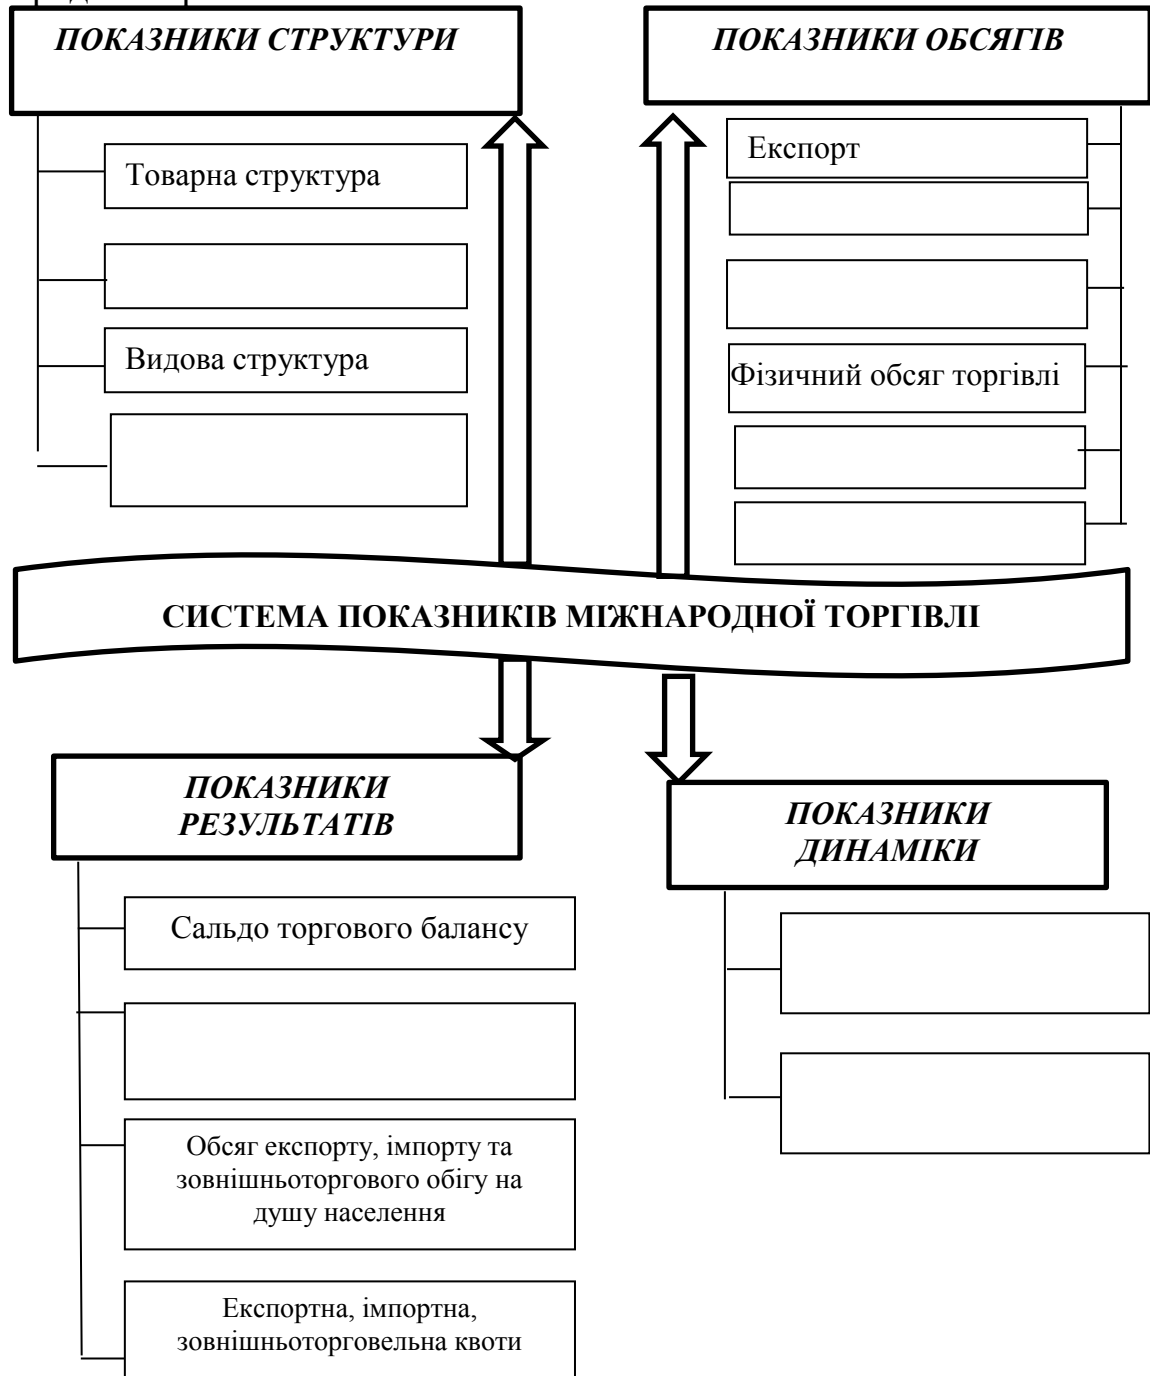 ПОКАЗНИКИ СТРУКТУРИ
Товарна структура
Видова структура
ПОКАЗНИКИ ОБСЯГІВ
Експорт
Фізичний обсяг торгівлі
СИСТЕМА ПОКАЗНИКІВ МІЖНАРОДНОЇ ТОРГІВЛІ
ПОКАЗНИКИ
РЕЗУЛЬТАТІВ
Сальдо торгового балансу
Обсяг експорту, імпорту та
зовнішньоторгового обігу на
душу населення
Експортна, імпортна,
зовнішньоторговельна квоти
ПОКАЗНИКИ
ДИНАМІКИ